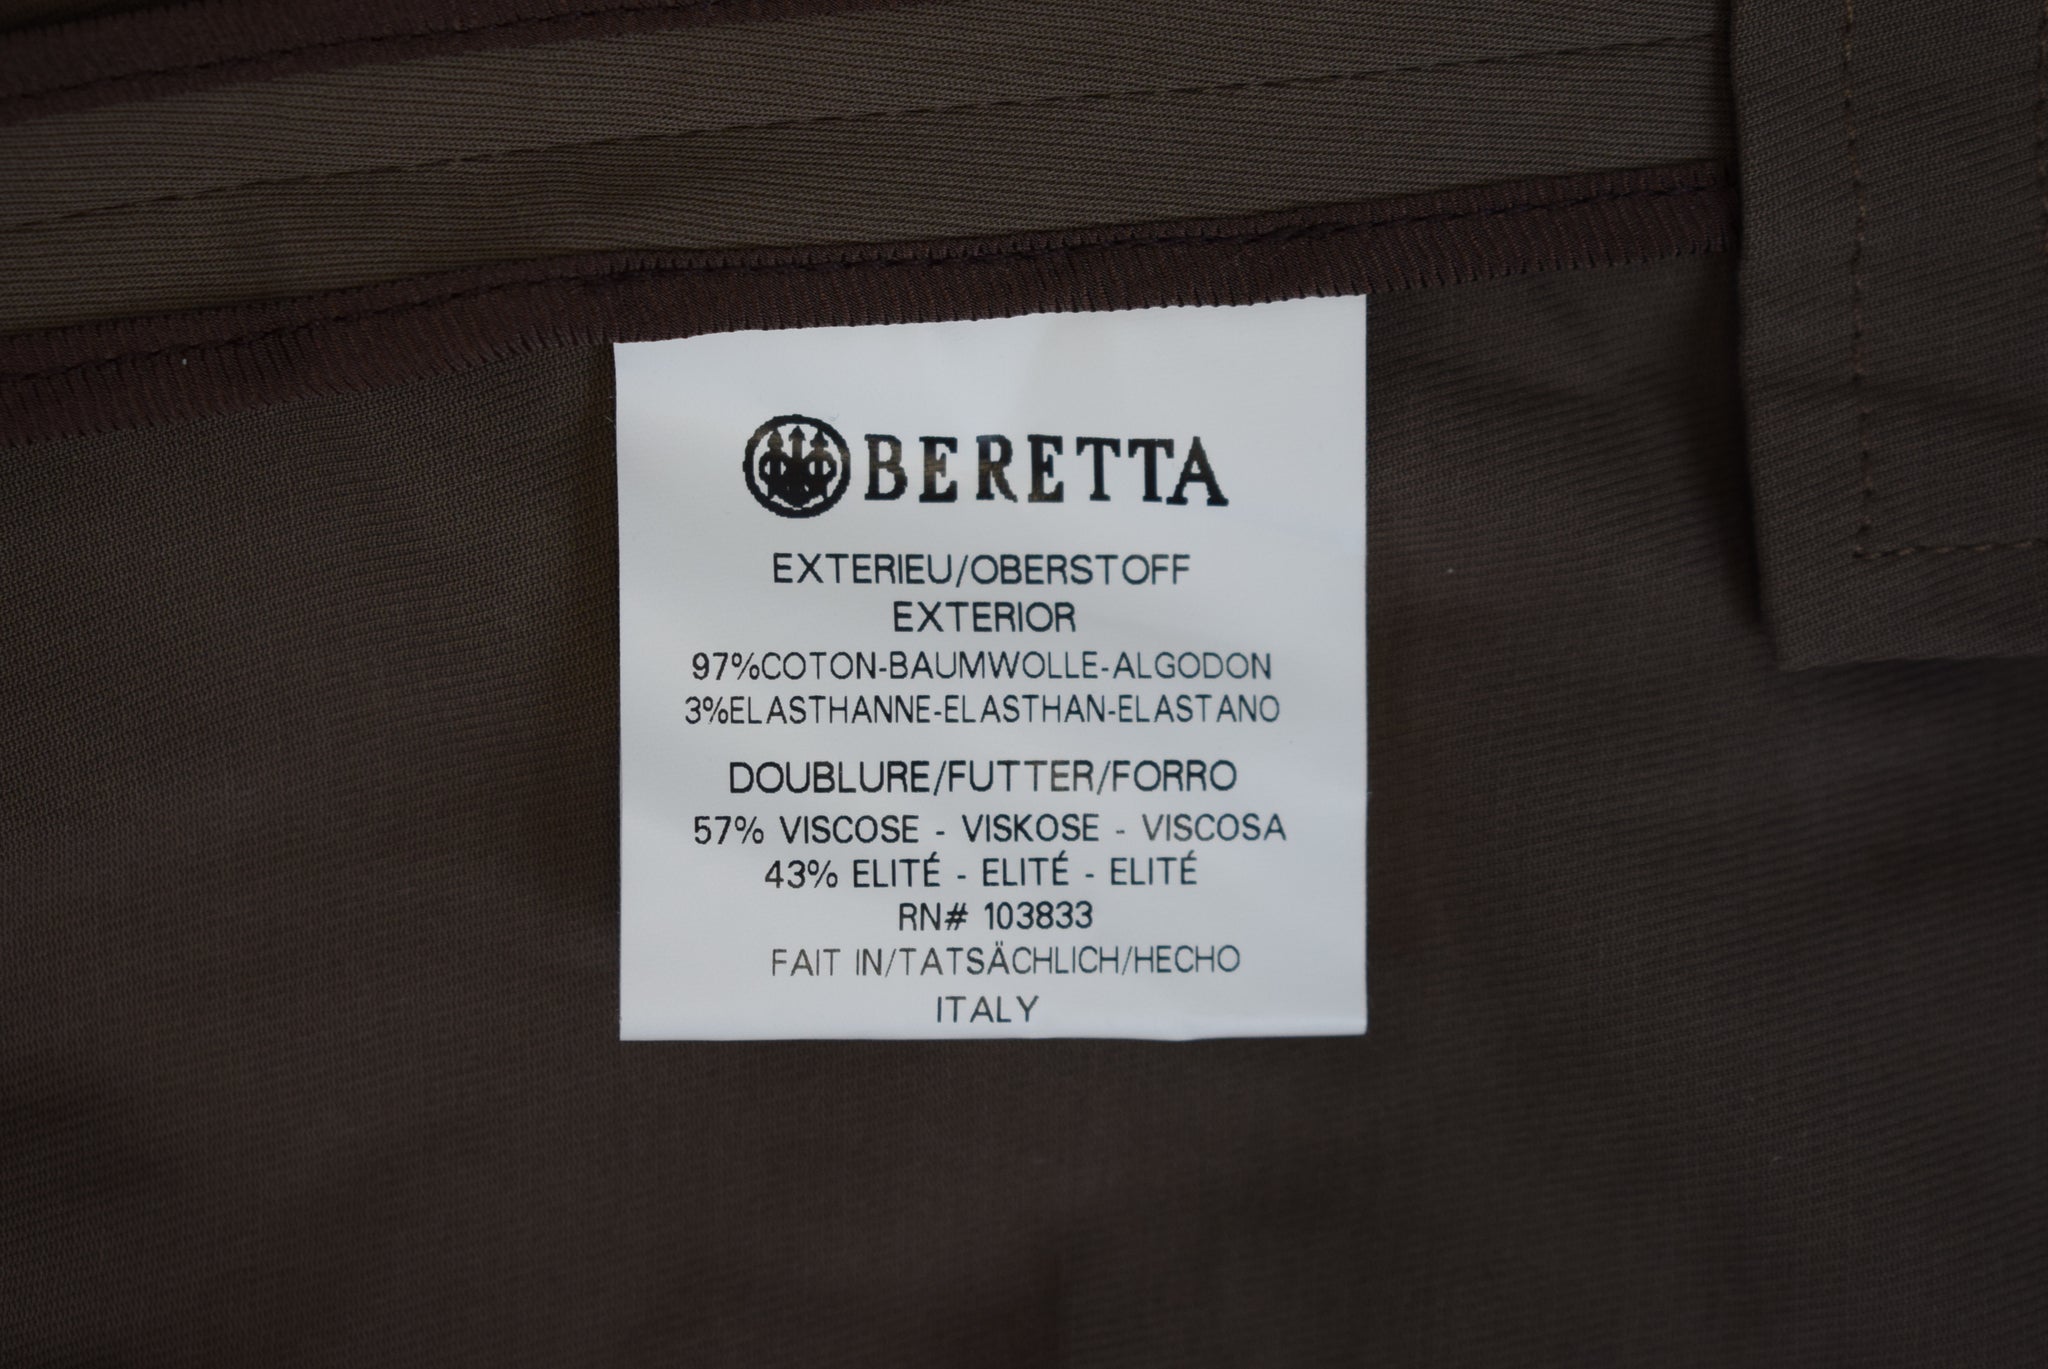 BERETTA
EXTERIEU/OBERSTOFF
EXTERIOR
97%COTON-BAUMWOLLE-ALGODON
3%ELASTHANNE-ELASTHAN-ELASTANO
DOUBLURE/FUTTER/FORRO
57% VISCOSE - VISKOSE - VISCOSA
43% ELITÉ - ELITÉ - ELITÉ
RN# 103833
FAIT IN/TATSÄCHLICH/HECHO
ITALY